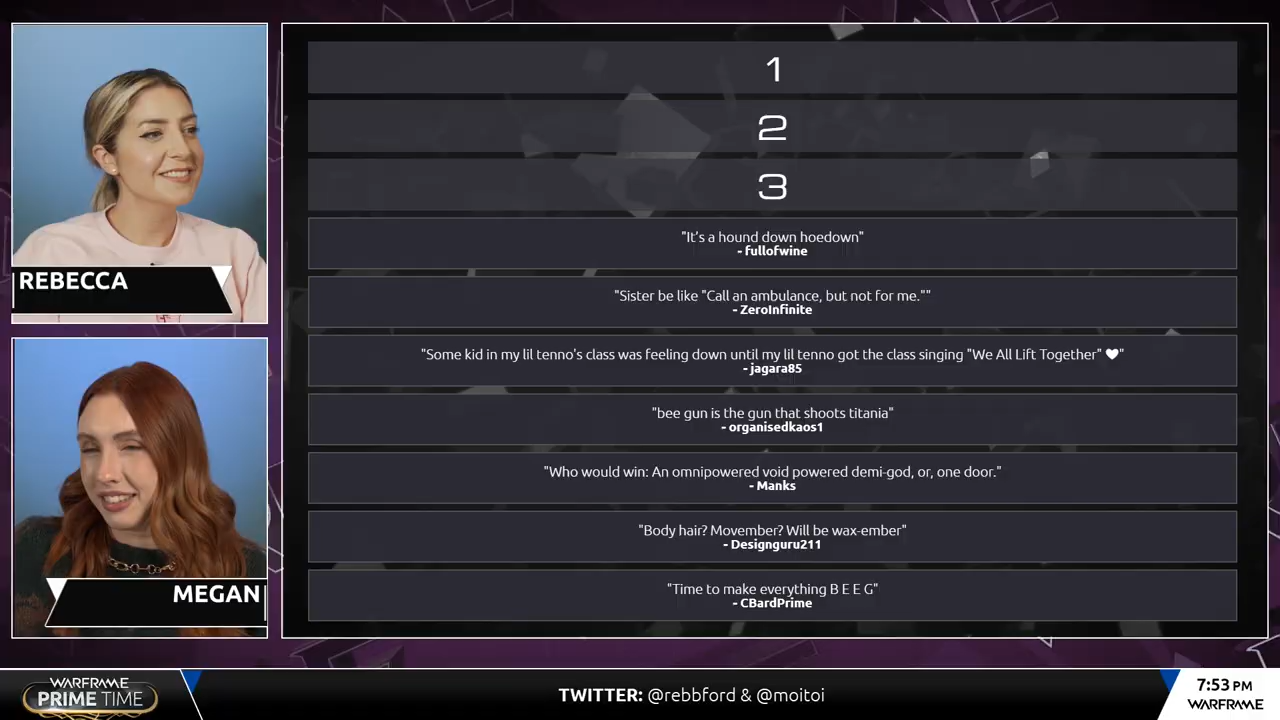 REBECCA
MEGAN
1
2
3
"It's a hound down hoedown"
- fullofwine
"Sister be like "Call an ambulance, but not for me.""
- ZeroInfinite
"Some kid in my lil tenno's class was feeling down until my lil tenno got the class singing "We All Lift Together" 🤍"
- jagara85
"bee gun is the gun that shoots titania"
- organisedkaos1
"Who would win: An omnipowered void powered demi-god, or, one door."
- Manks
"Body hair? Movember? Will be wax-ember"
- Designguru211
"Time to make everything B E E G"
- CBardPrime
WARFRAME
PRIME TIME
TWITTER: @rebbford & @moitoi
7:53 PM
WARFRAME